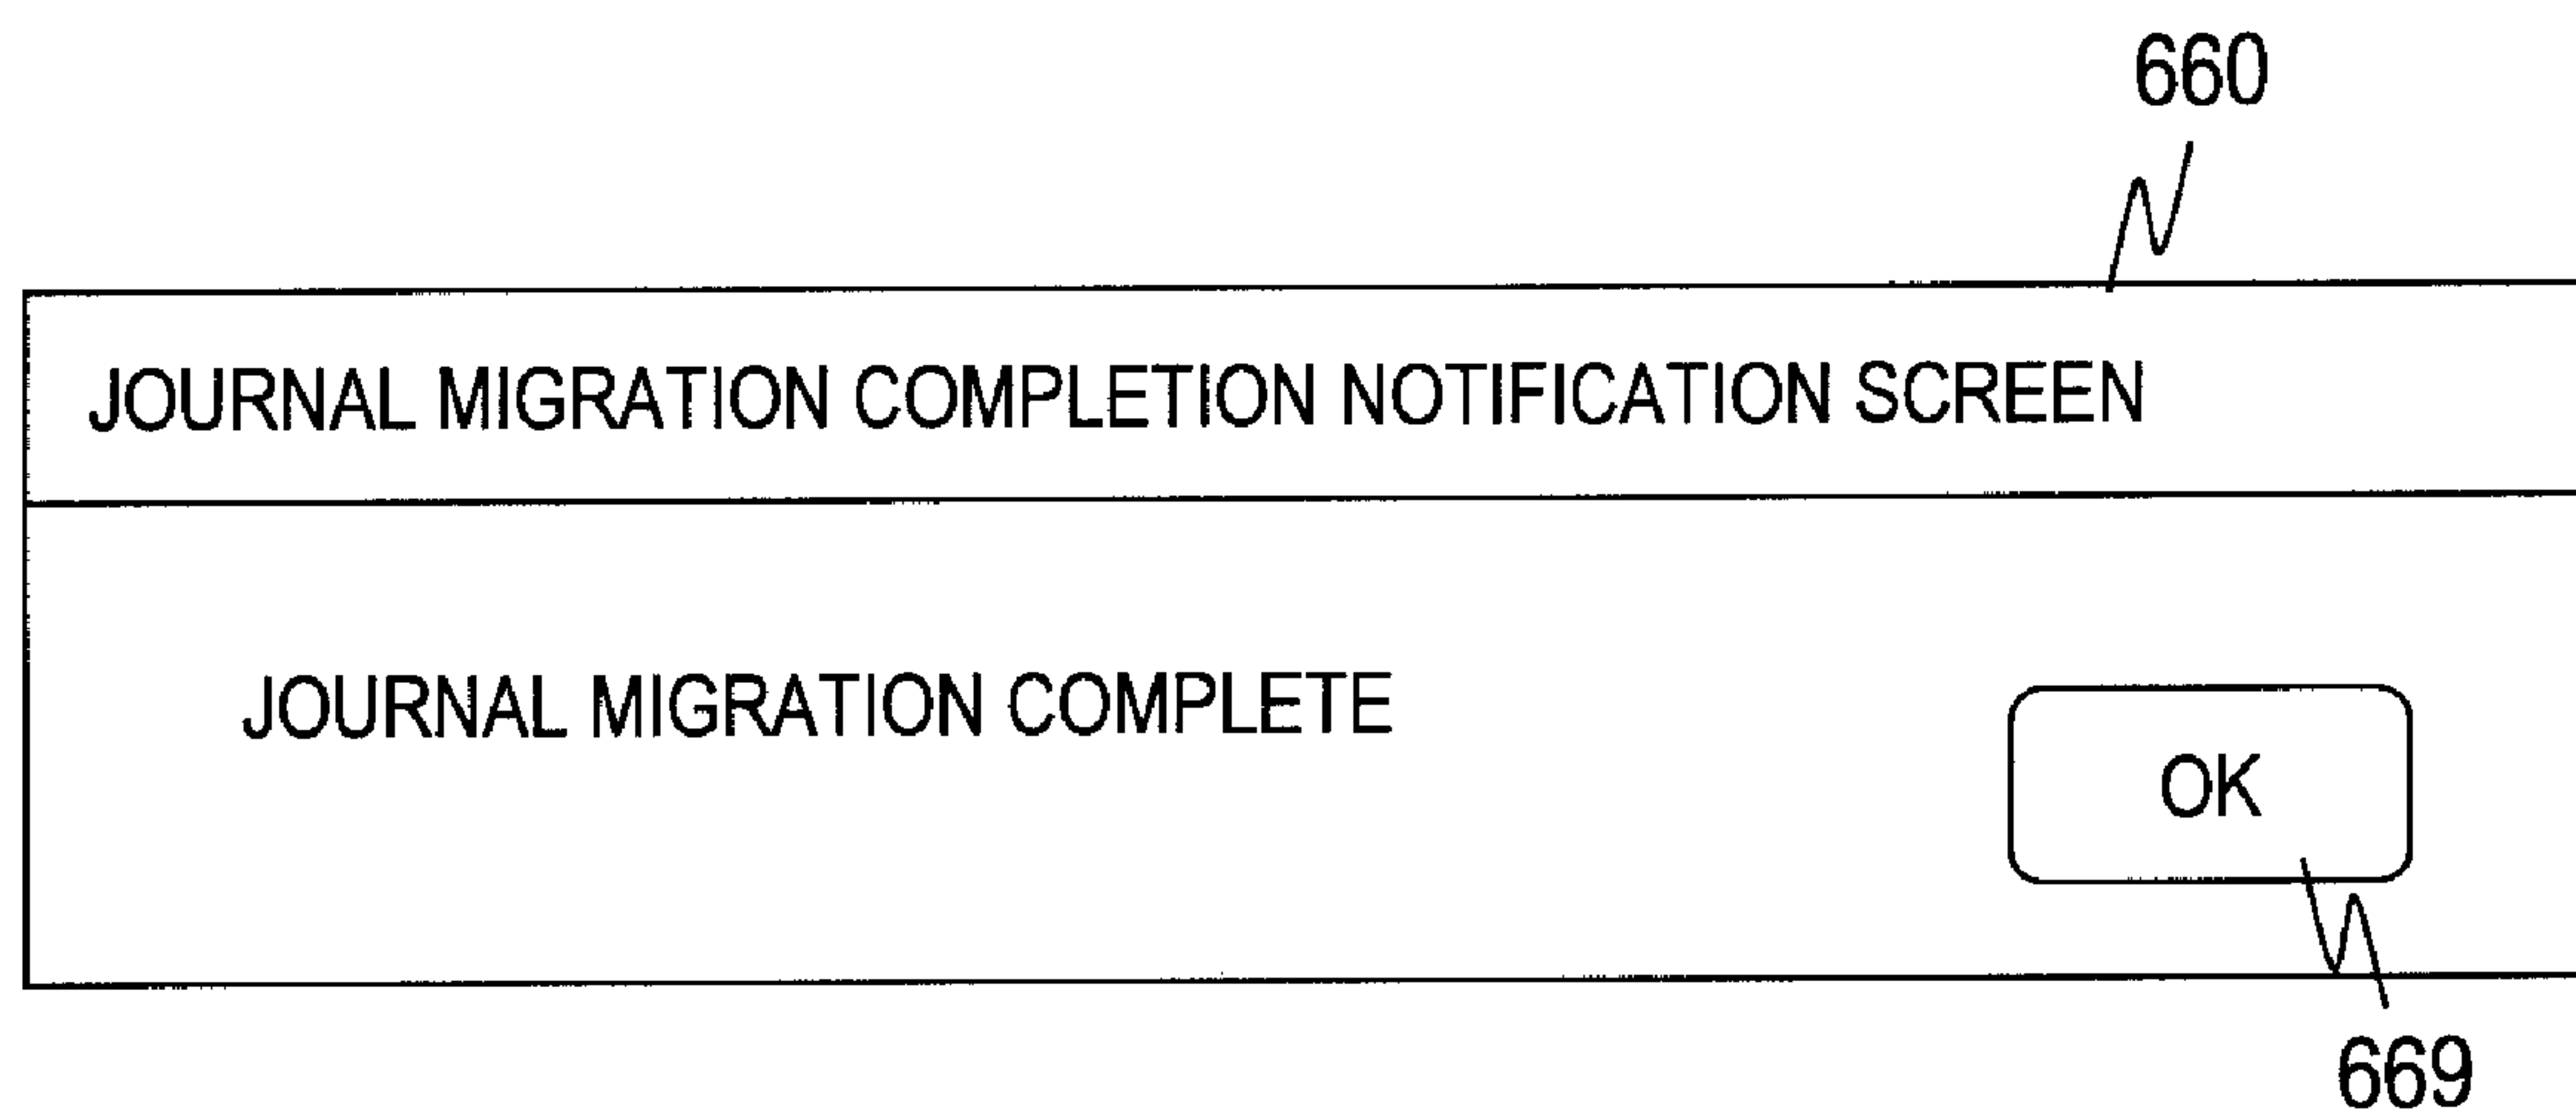 660
JOURNAL MIGRATION COMPLETION NOTIFICATION SCREEN
JOURNAL MIGRATION COMPLETE
OK
669